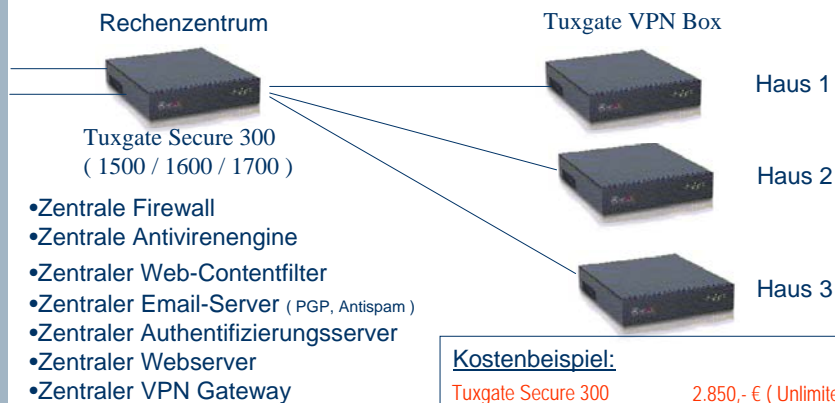 Rechenzentrum
Tuxgate VPN Box
Haus 1
Tuxgate Secure 300
( 1500 / 1600 / 1700 )
Haus 2
•Zentrale Firewall
•Zentrale Antivirenengine
•Zentraler Web-Contentfilter
•Zentraler Email-Server ( PGP, Antispam )
•Zentraler Authentifizierungsserver
•Zentraler Webserver
•Zentraler VPN Gateway
Haus 3
Kostenbeispiel:
Tuxgate Secure 300 2.850,- € ( Unlimite